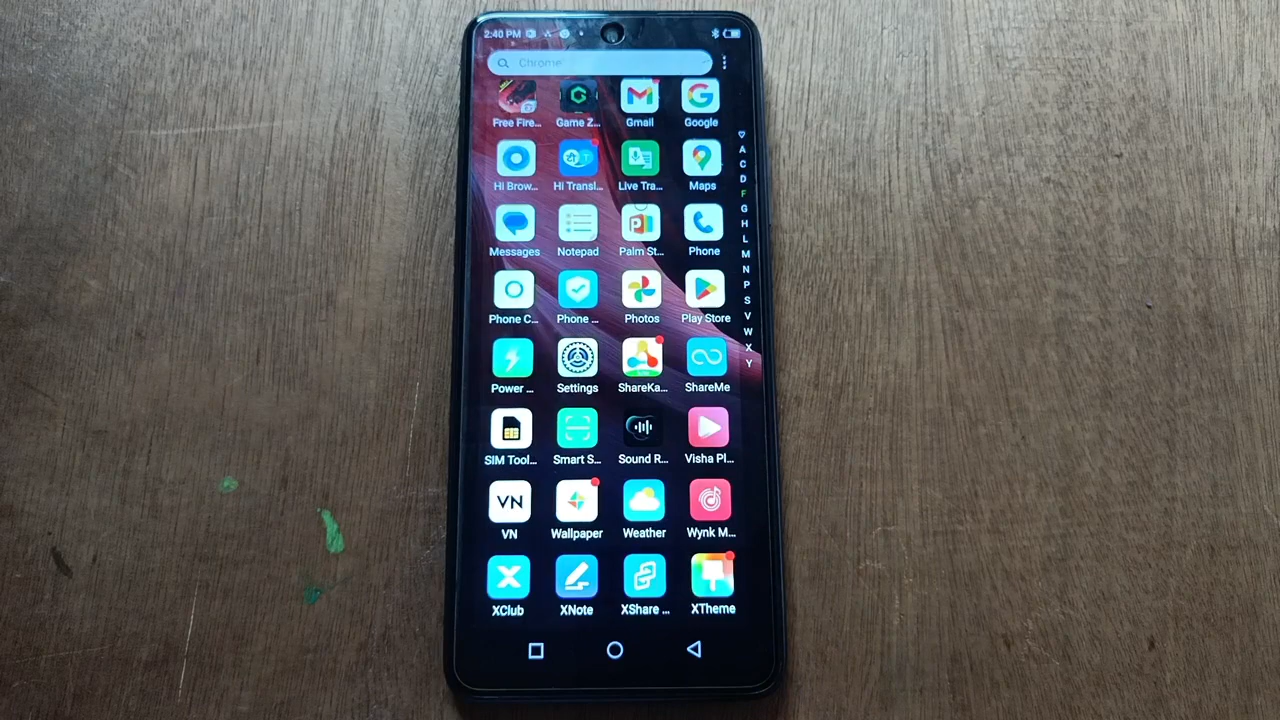 2:40 PM
Chrome
Free Fire... Game Z... Gmail Google
Hi Brow... Hi Transl... Live Tra... Maps
Messages Notepad Palm St... Phone
Phone C... Phone ... Photos Play Store
Power ... Settings ShareKa... ShareMe
SIM Tool... Smart S... Sound R... Visha Pl...
VN
VN Wallpaper Weather Wynk M...
XClub XNote XShare ... XTheme
A
C
D
F
G
H
L
M
N
P
S
V
W
X
Y